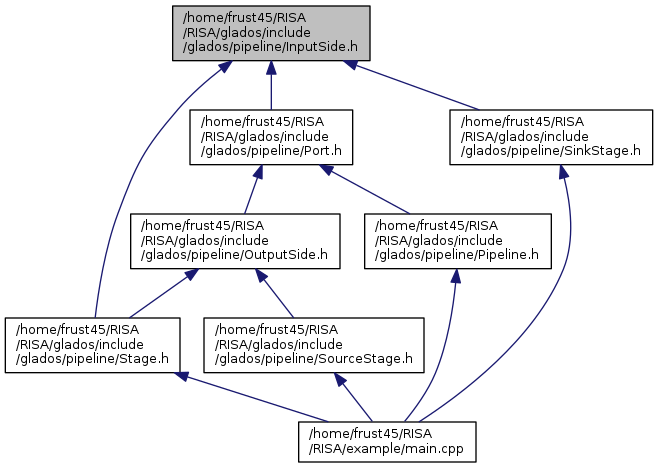 /home/frust45/RISA
/RISA/glados/include
/glados/pipeline/InputSide.h
/home/frust45/RISA
/RISA/glados/include
/glados/pipeline/Port.h
/home/frust45/RISA
/RISA/glados/include
/glados/pipeline/SinkStage.h
/home/frust45/RISA
/RISA/glados/include
/glados/pipeline/OutputSide.h
/home/frust45/RISA
/RISA/glados/include
/glados/pipeline/Pipeline.h
/home/frust45/RISA
/RISA/glados/include
/glados/pipeline/Stage.h
/home/frust45/RISA
/RISA/glados/include
/glados/pipeline/SourceStage.h
/home/frust45/RISA
/RISA/example/main.cpp